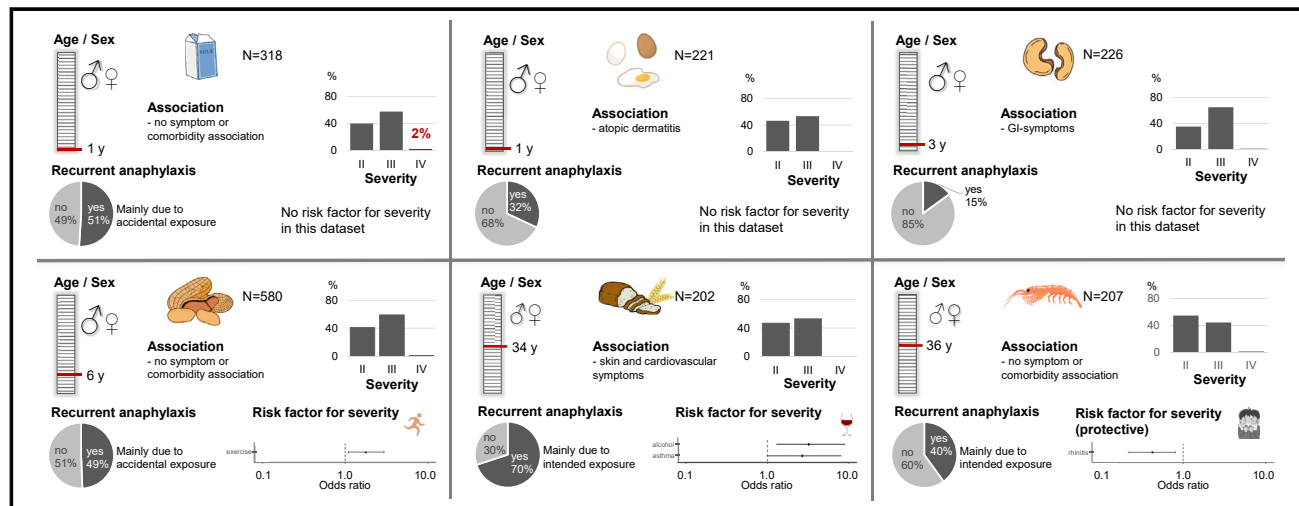 Age / Sex
MILK
N=318
%
80
40
0
2%
II III IV
Severity
Association
- no symptom or
comorbidity association
1 y
Recurrent anaphylaxis
no
49%
yes
51%
Mainly due to
accidental exposure
No risk factor for severity
in this dataset
Age / Sex
N=221
%
80
40
0
II III IV
Severity
Association
- atopic dermatitis
1 y
Recurrent anaphylaxis
yes
32%
no
68%
No risk factor for severity
in this dataset
Age / Sex
N=226
%
80
40
0
II III IV
Severity
Association
- GI-symptoms
3 y
Recurrent anaphylaxis
yes
15%
no
85%
No risk factor for severity
in this dataset
Age / Sex
N=580
%
80
40
0
II III IV
Severity
Association
- no symptom or
comorbidity association
6 y
Recurrent anaphylaxis
no
51%
yes
49%
Mainly due to
accidental exposure
Risk factor for severity
exercise
0.1 1.0 10.0
Odds ratio
Age / Sex
N=202
%
80
40
0
II III IV
Severity
34 y
Association
- skin and cardiovascular
symptoms
Recurrent anaphylaxis
no
30%
yes
70%
Mainly due to
intended exposure
Risk factor for severity
alcohol
asthma
0.1 1.0 10.0
Odds ratio
Age / Sex
N=207
%
80
40
0
II III IV
Severity
36 y
Association
- no symptom or
comorbidity association
Recurrent anaphylaxis
yes
40%
no
60%
Mainly due to
intended exposure
Risk factor for severity
(protective)
rhinitis
0.1 1.0 10.0
Odds ratio